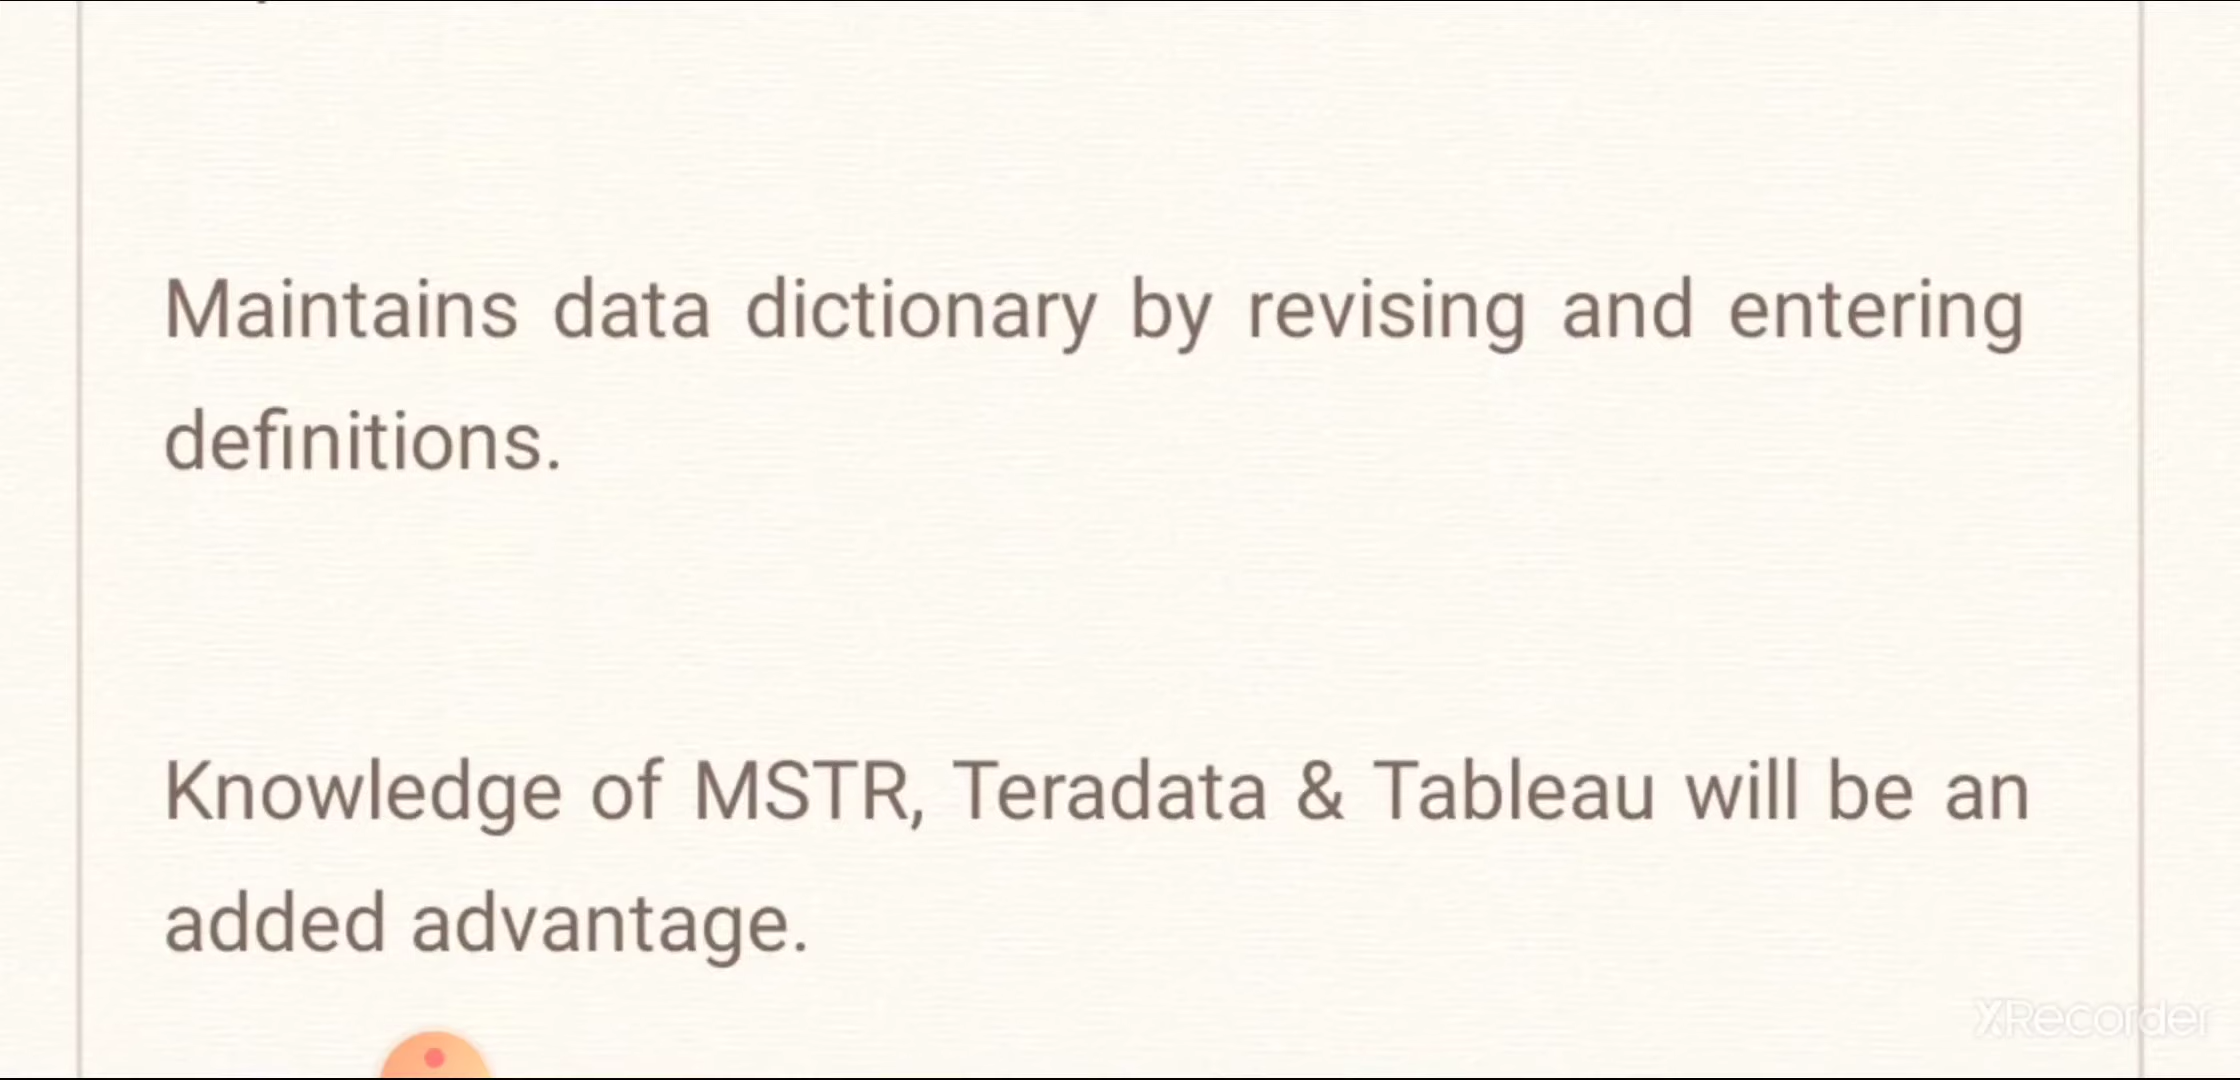 Maintains data dictionary by revising and entering
definitions.
Knowledge of MSTR, Teradata & Tableau will be an
added advantage.
XRecorder